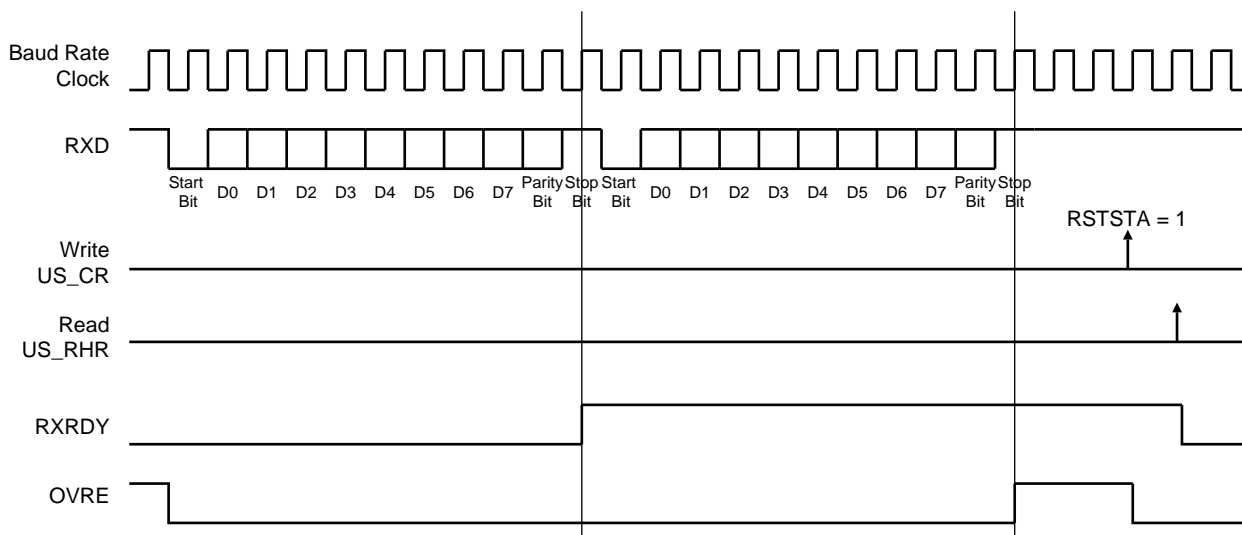 Baud Rate
Clock
RXD
Start
Bit
D0
D1
D2
D3
D4
D5
D6
D7
Parity
Bit
Stop
Bit
Start
Bit
D0
D1
D2
D3
D4
D5
D6
D7
Parity
Bit
Stop
Bit
RSTSTA = 1
Write
US_CR
Read
US_RHR
RXRDY
OVRE